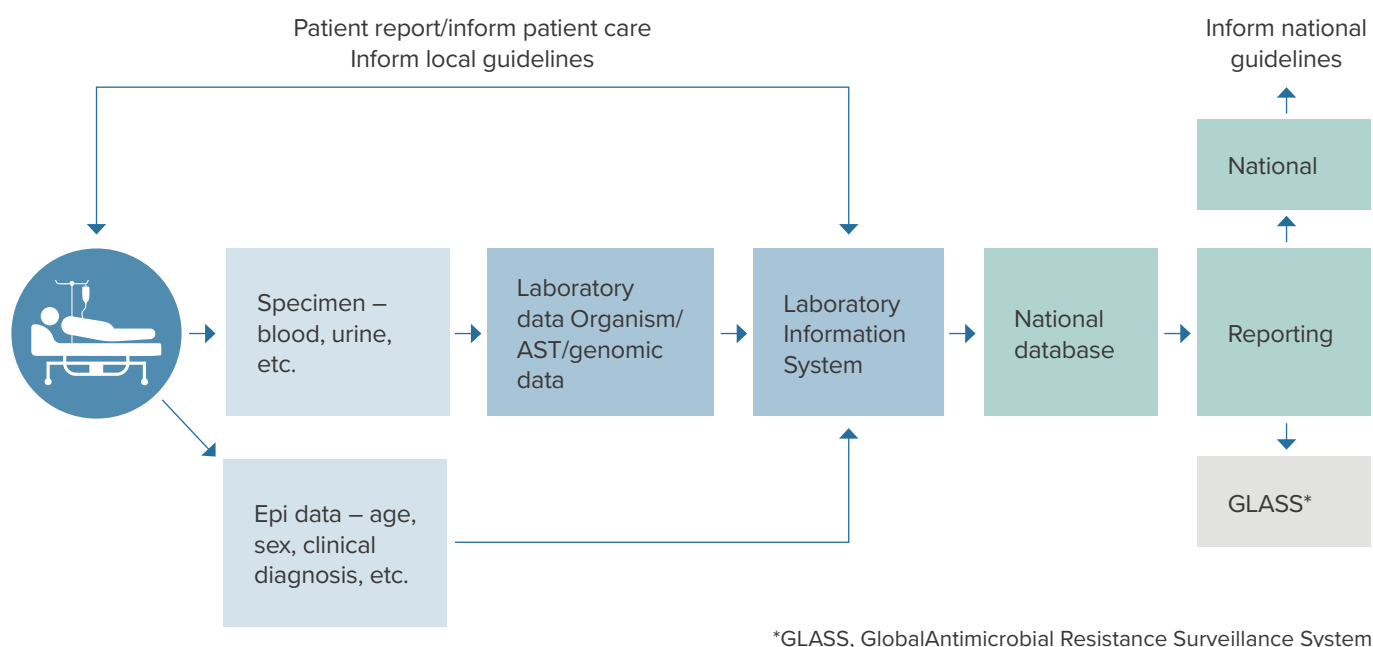 Patient report/inform patient care
Inform local guidelines
Inform national
guidelines
National
Specimen –
blood, urine,
etc.
Laboratory
data Organism/
AST/genomic
data
Laboratory
Information
System
National
database
Reporting
Epi data – age,
sex, clinical
diagnosis, etc.
GLASS*
*GLASS, GlobalAntimicrobial Resistance Surveillance System